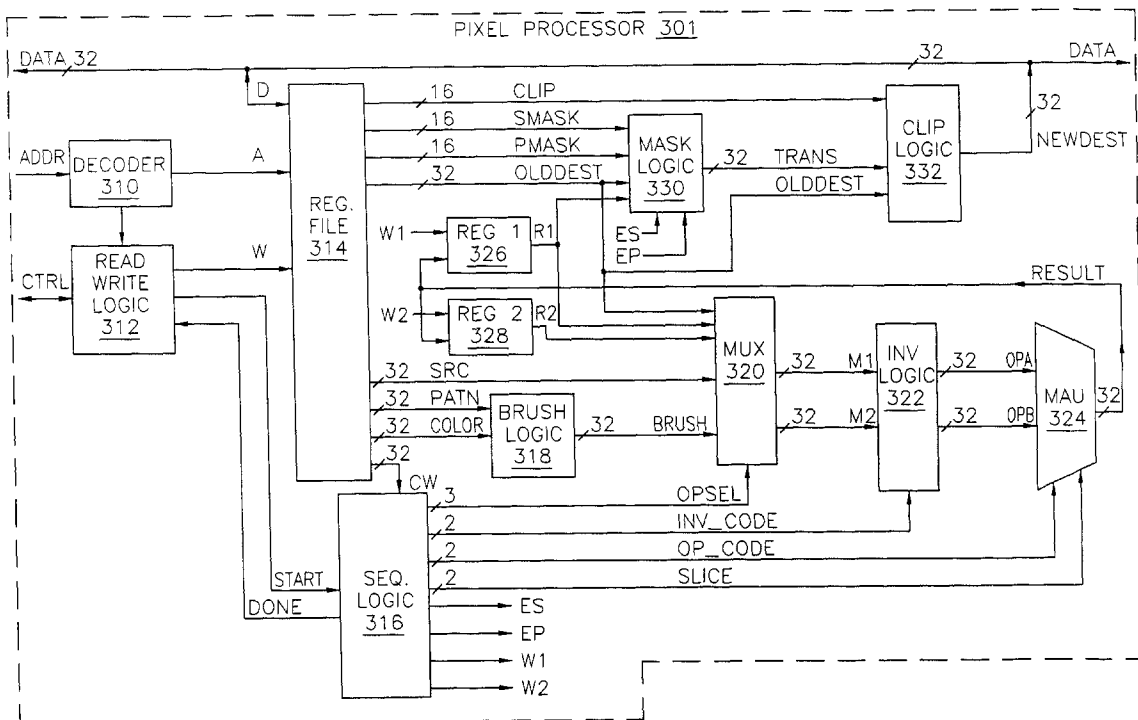 PIXEL PROCESSOR 301
DATA 32
32 DATA
D
16 CLIP
16 SMASK
16 PMASK
32 OLDDEST
ADDR
DECODER
310
A
REG.
FILE
314
MASK
LOGIC
330
32 TRANS
OLDDEST
CLIP
LOGIC
332
32
NEWDEST
ES
EP
CTRL
READ
WRITE
LOGIC
312
W
W1
REG 1
326
R1
W2
REG 2
328
R2
RESULT
32 SRC
32 PATN
32 COLOR
32
CW
BRUSH
LOGIC
318
32 BRUSH
MUX
320
32 M1
32 M2
INV
LOGIC
322
32 OPA
32 OPB
MAU
324
32
START
DONE
SEQ.
LOGIC
316
3 OPSEL
2 INV_CODE
2 OP_CODE
2 SLICE
ES
EP
W1
W2